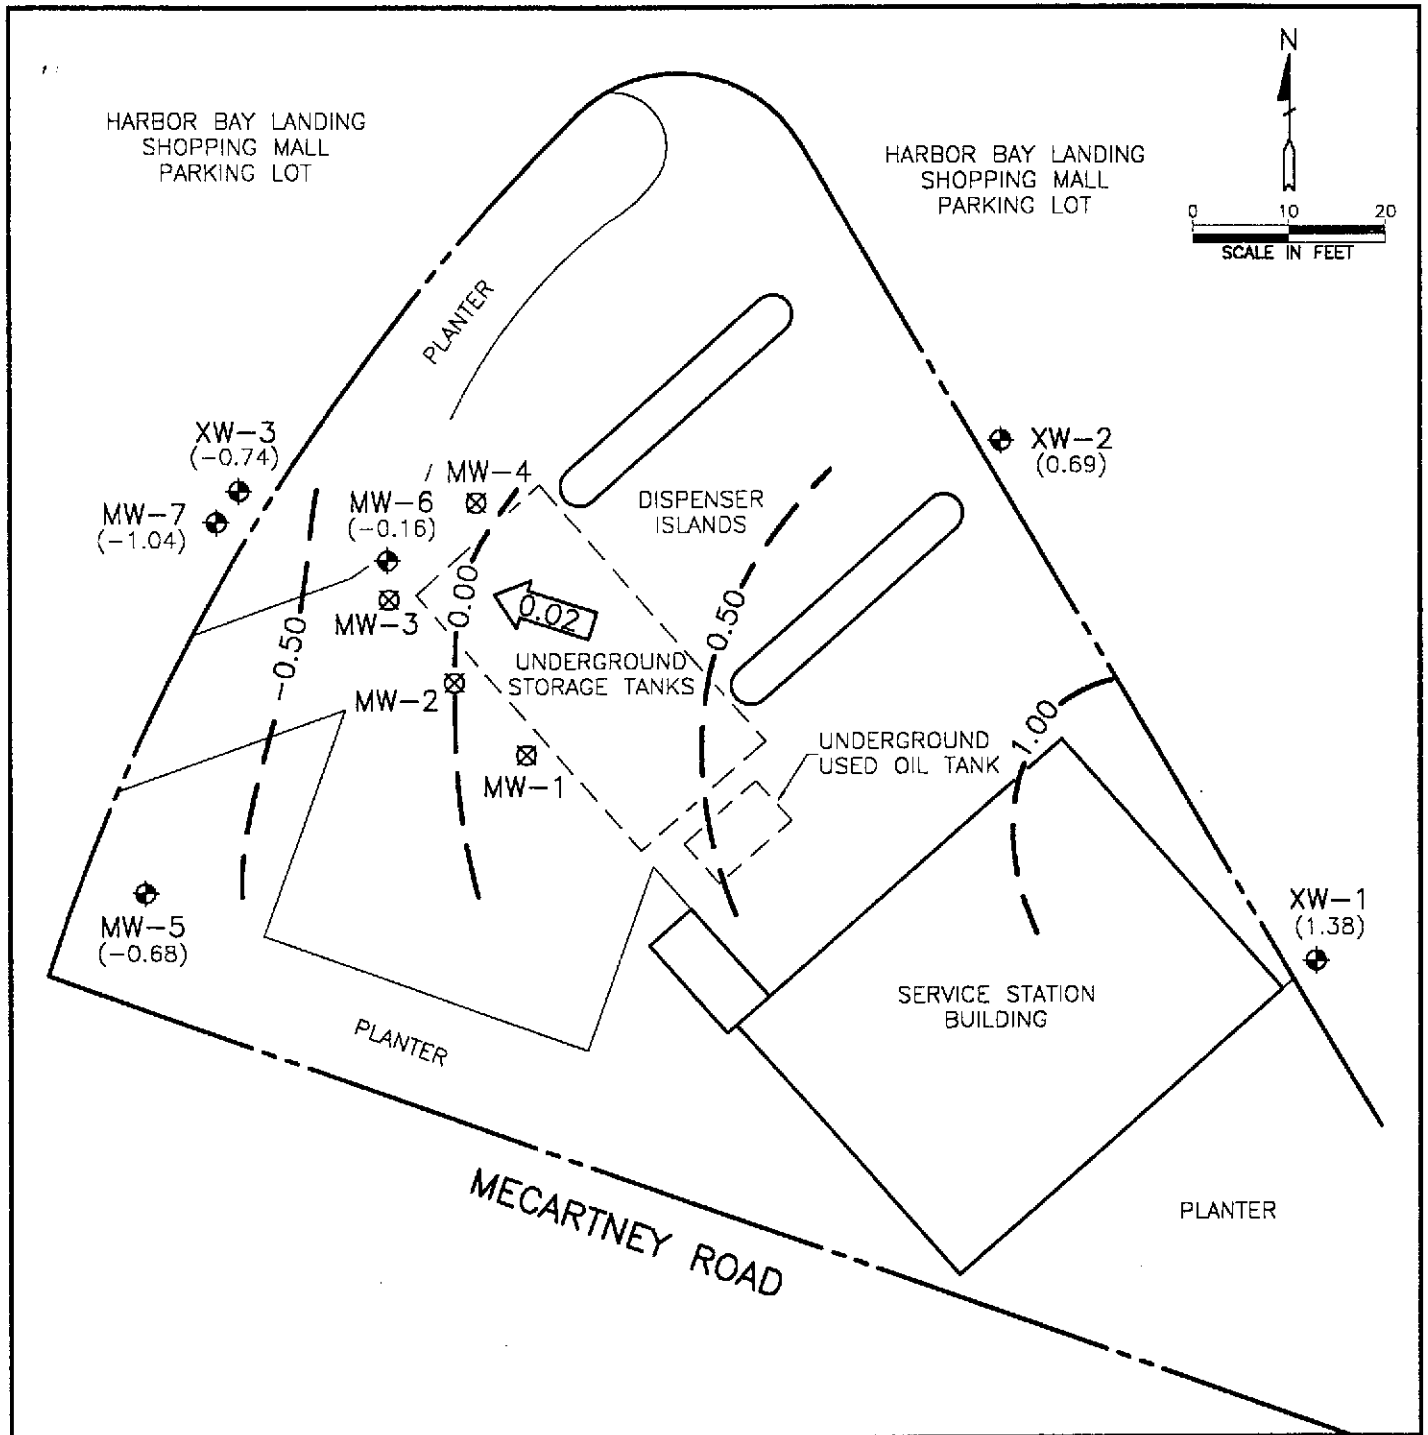 N
HARBOR BAY LANDING
SHOPPING MALL
PARKING LOT
HARBOR BAY LANDING
SHOPPING MALL
PARKING LOT
0 10 20
SCALE IN FEET
PLANTER
XW-3
(-0.74)
MW-7
(-1.04)
MW-6
(-0.16)
MW-4
DISPENSER
ISLANDS
XW-2
(0.69)
MW-3
0.00
0.02
0.50
-0.50
UNDERGROUND
STORAGE TANKS
MW-2
MW-1
UNDERGROUND
USED OIL TANK
1.00
MW-5
(-0.68)
XW-1
(1.38)
SERVICE STATION
BUILDING
PLANTER
MECARTNEY ROAD
PLANTER